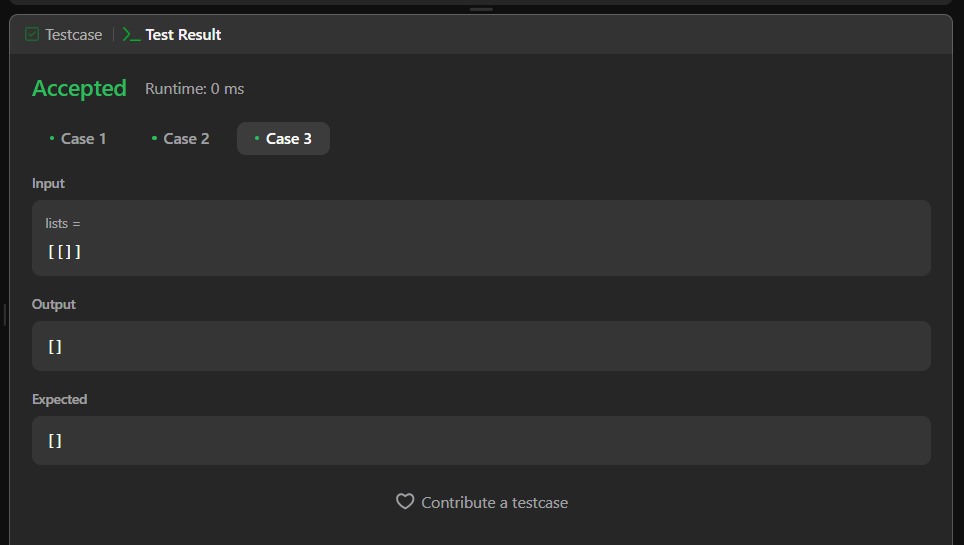 Testcase | >_ Test Result
Accepted Runtime: 0 ms
• Case 1 • Case 2 • Case 3
Input
lists =
[[]]
Output
[]
Expected
[]
Contribute a testcase